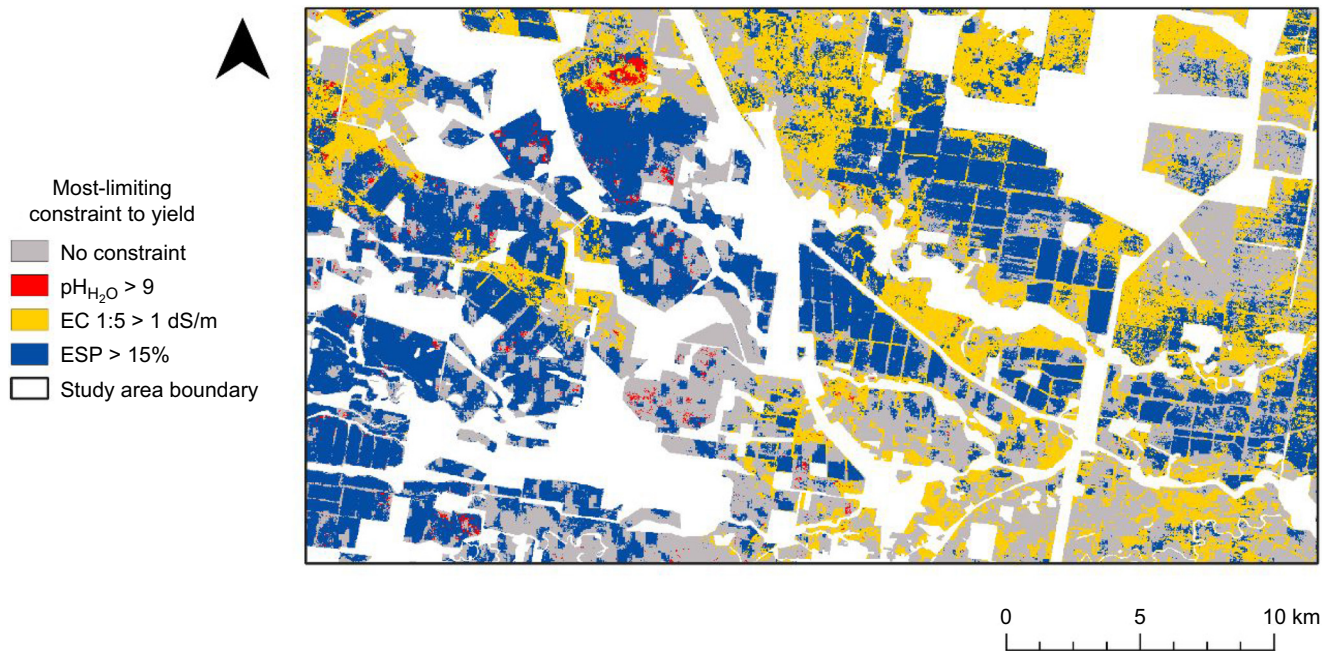 Most-limiting
constraint to yield
No constraint
pH_H₂O > 9
EC 1:5 > 1 dS/m
ESP > 15%
Study area boundary
0 5 10 km